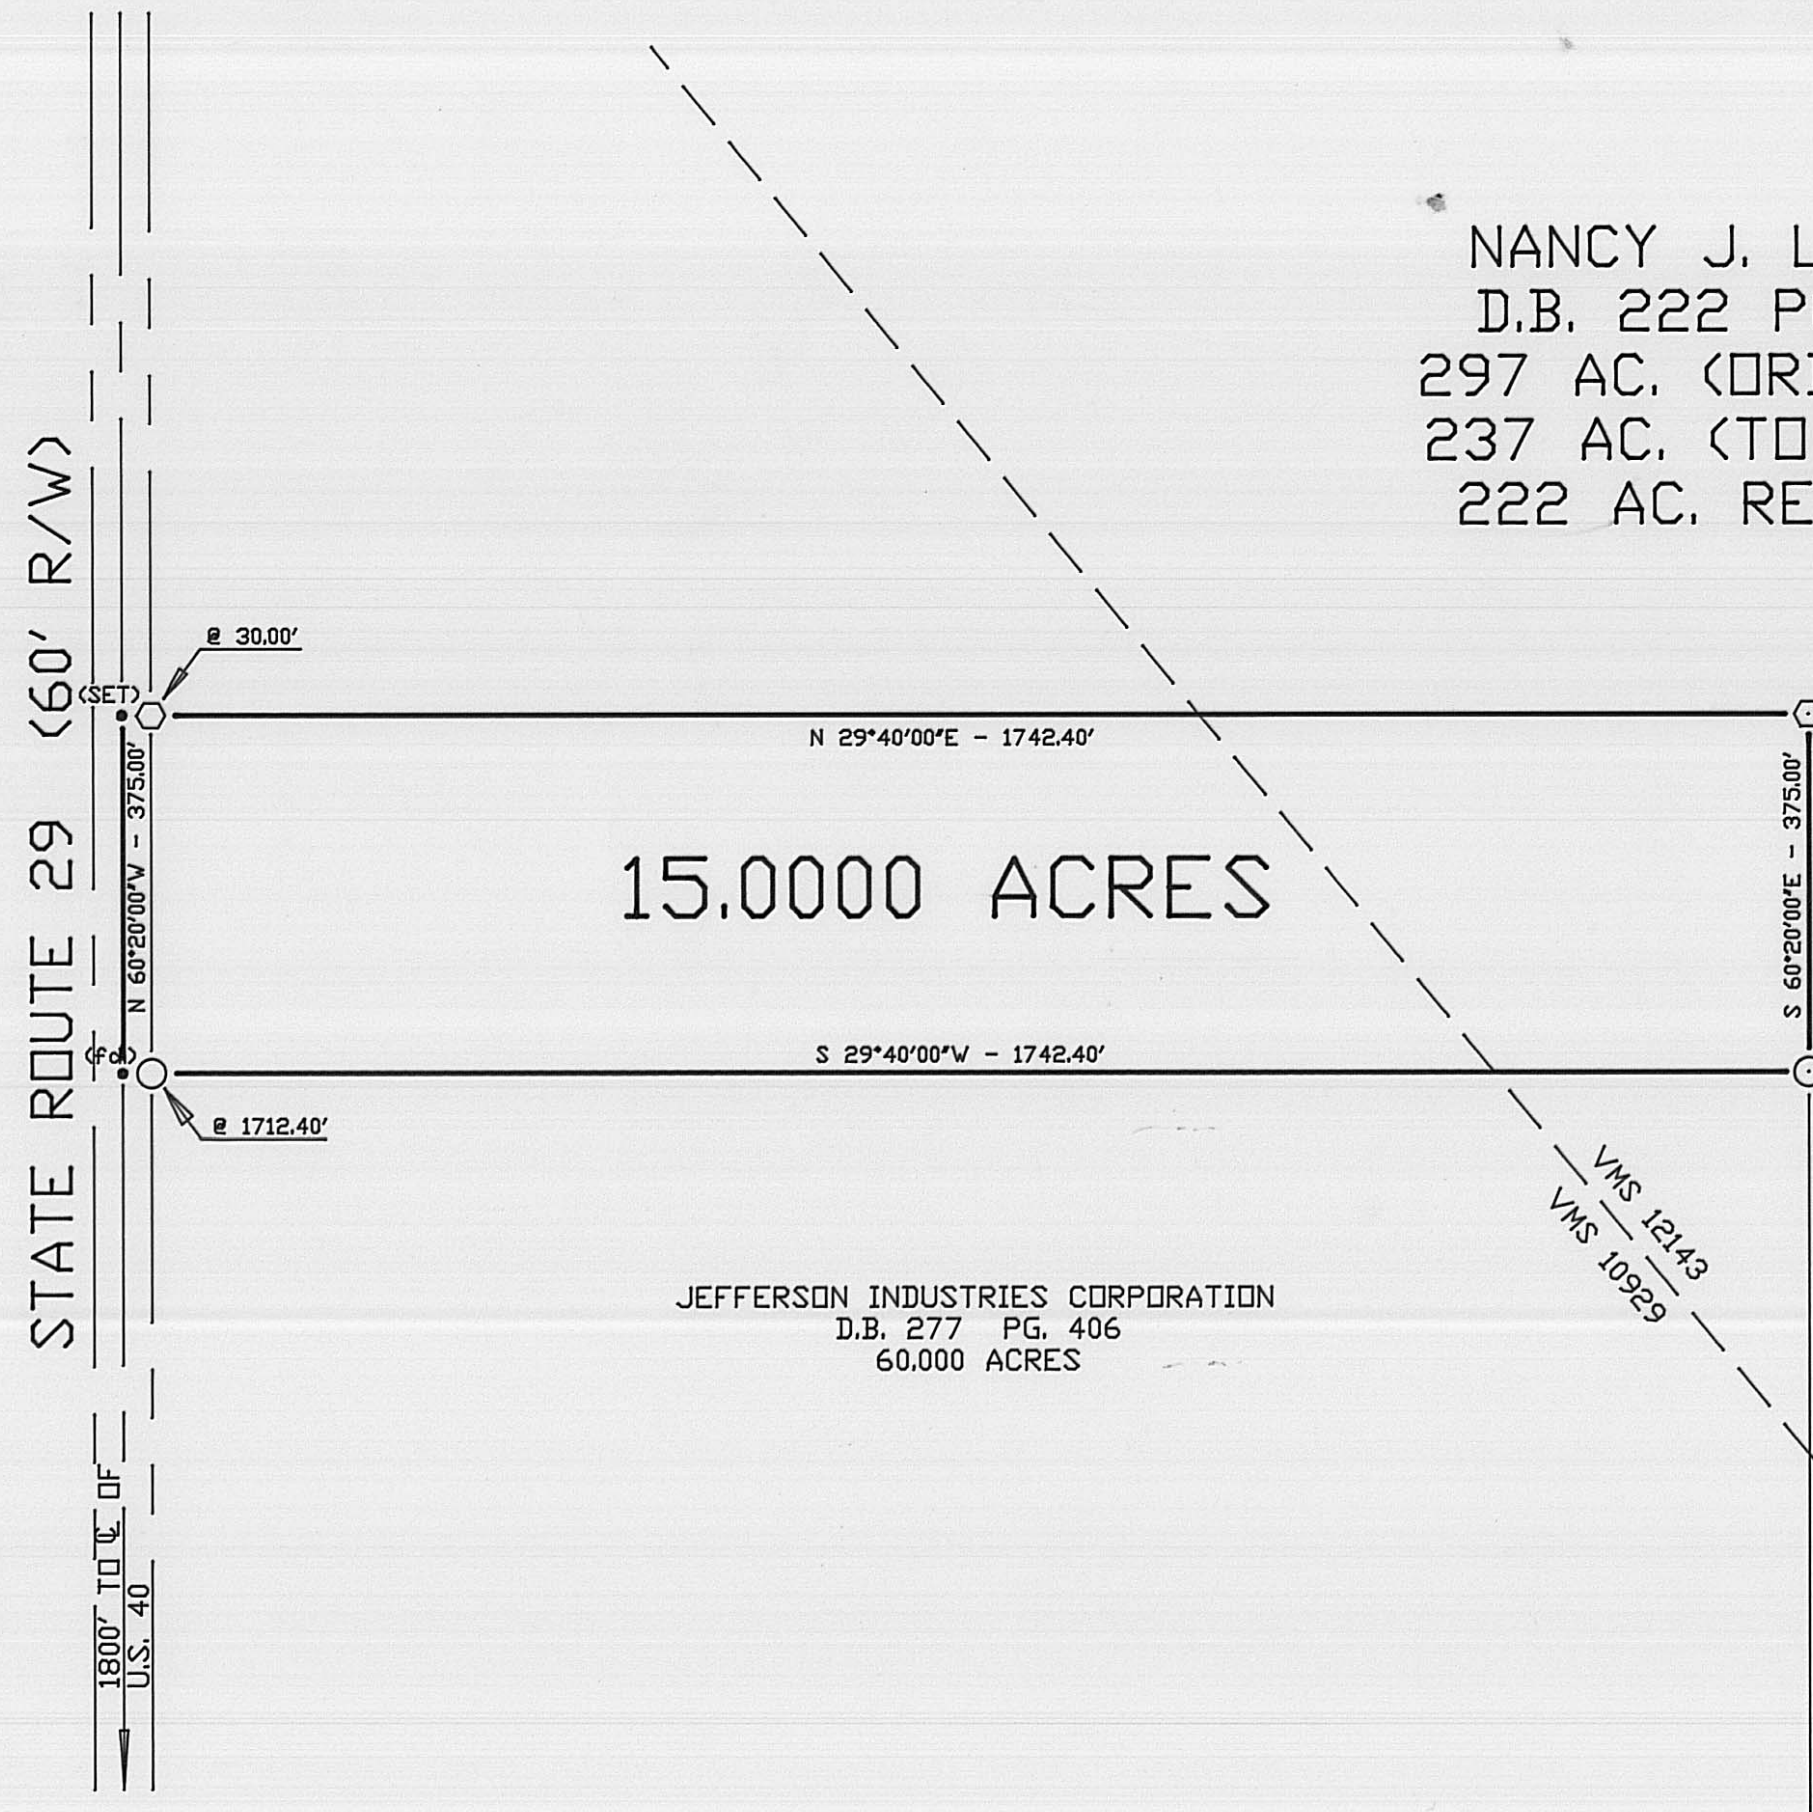 NANCY J. L
D.B. 222 P
297 AC. (ORI
237 AC. (TO
222 AC. RE
STATE ROUTE 29 (60' R/W)
@ 30.00'
(SET)
N 29°40'00"E - 1742.40'
N 60°20'00"W - 375.00'
15.0000 ACRES
S 60°20'00"E - 375.00'
(fd)
S 29°40'00"W - 1742.40'
@ 1712.40'
VMS 12143
VMS 10929
JEFFERSON INDUSTRIES CORPORATION
D.B. 277 PG. 406
60.000 ACRES
1800' TO ℄ OF
U.S. 40